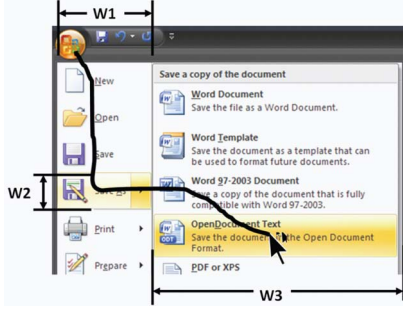 W1
New
Open
Save
Save As
Print
Prepare
W2
Save a copy of the document
Word Document
Save the file as a Word Document.
Word Template
Save the document as a template that can
be used to format future documents.
Word 97-2003 Document
Save a copy of the document that is fully
compatible with Word 97-2003.
OpenDocument Text
Save the document in the Open Document
Format.
ODT
PDF or XPS
W3